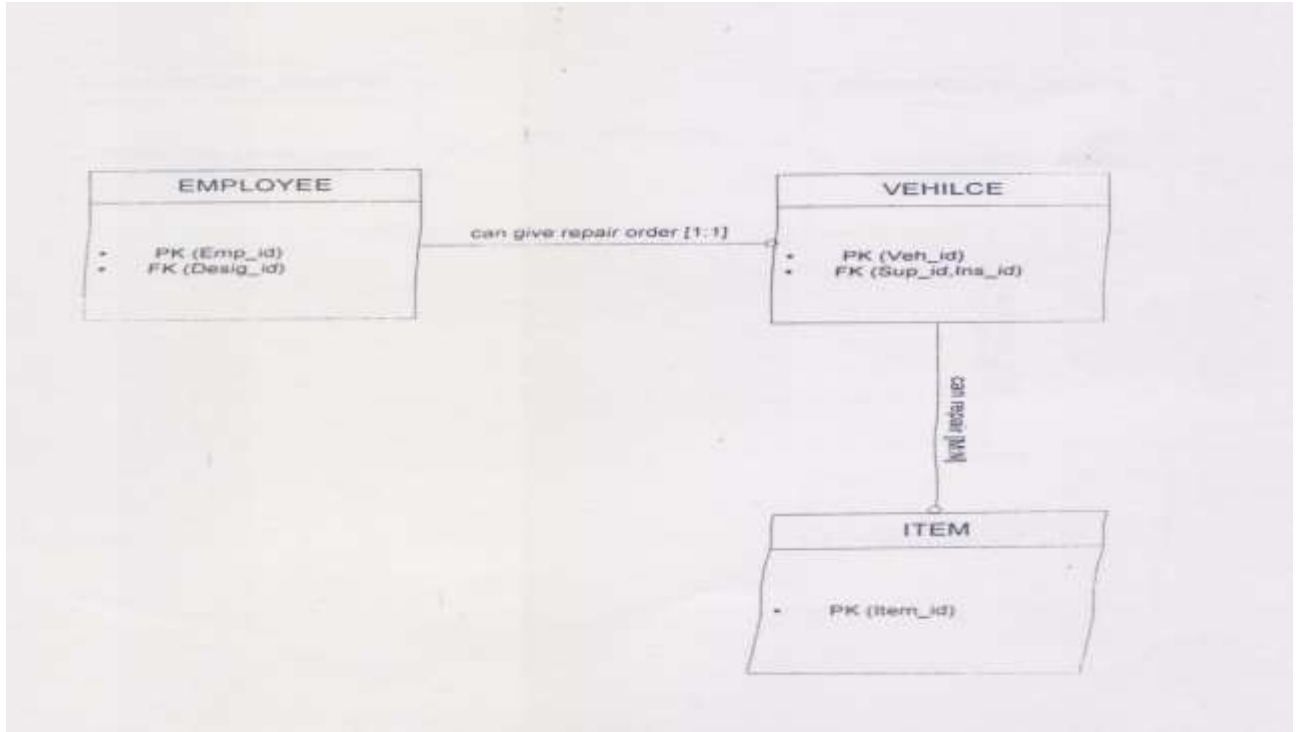 EMPLOYEE
• PK (Emp_id)
• FK (Desig_id)
can give repair order [1:1]
VEHILCE
• PK (Veh_id)
• FK (Sup_id,Ins_id)
can repair [M:N]
ITEM
• PK (Item_id)